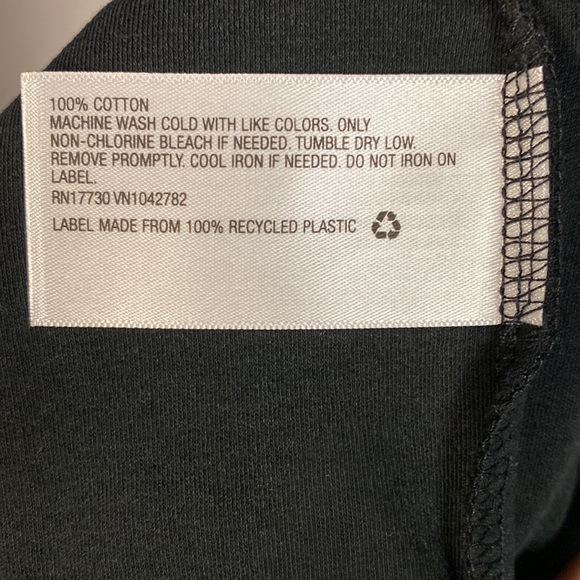 100% COTTON
MACHINE WASH COLD WITH LIKE COLORS. ONLY
NON-CHLORINE BLEACH IF NEEDED. TUMBLE DRY LOW.
REMOVE PROMPTLY. COOL IRON IF NEEDED. DO NOT IRON ON
LABEL.
RN17730 VN1042782
LABEL MADE FROM 100% RECYCLED PLASTIC